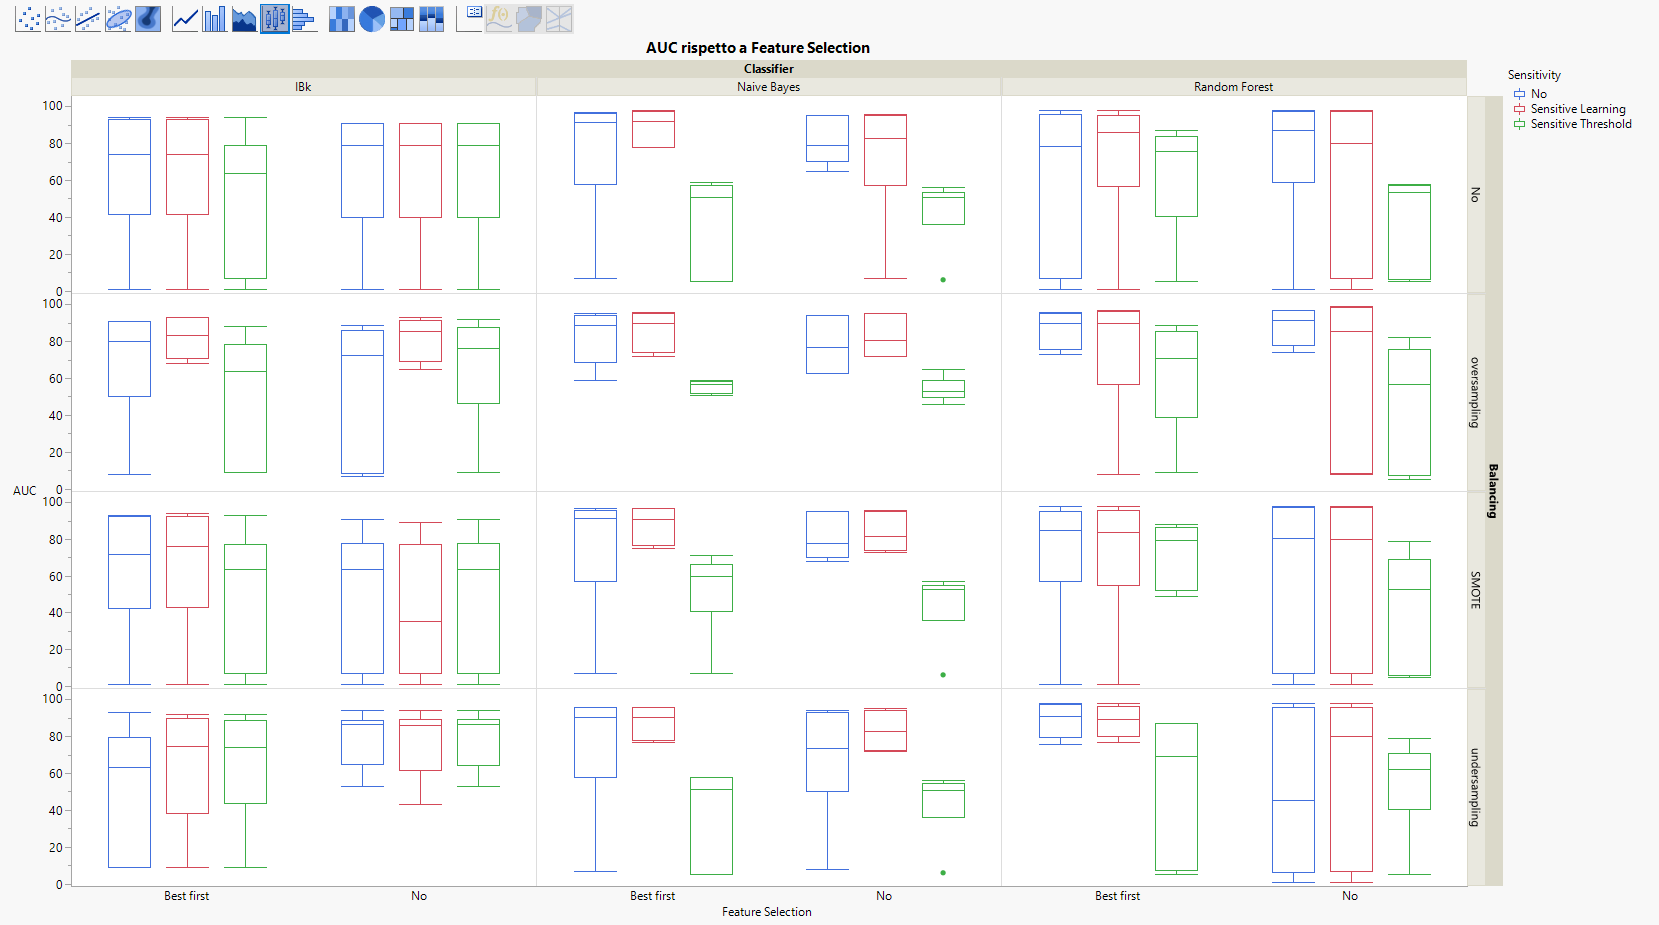 AUC rispetto a Feature Selection
Classifier
IBk
Naive Bayes
Random Forest
Sensitivity
No
Sensitive Learning
Sensitive Threshold
100
80
60
40
20
0
No
100
80
60
40
20
0
oversampling
AUC
Balancing
100
80
60
40
20
0
SMOTE
100
80
60
40
20
0
undersampling
Best first
No
Best first
No
Best first
No
Feature Selection